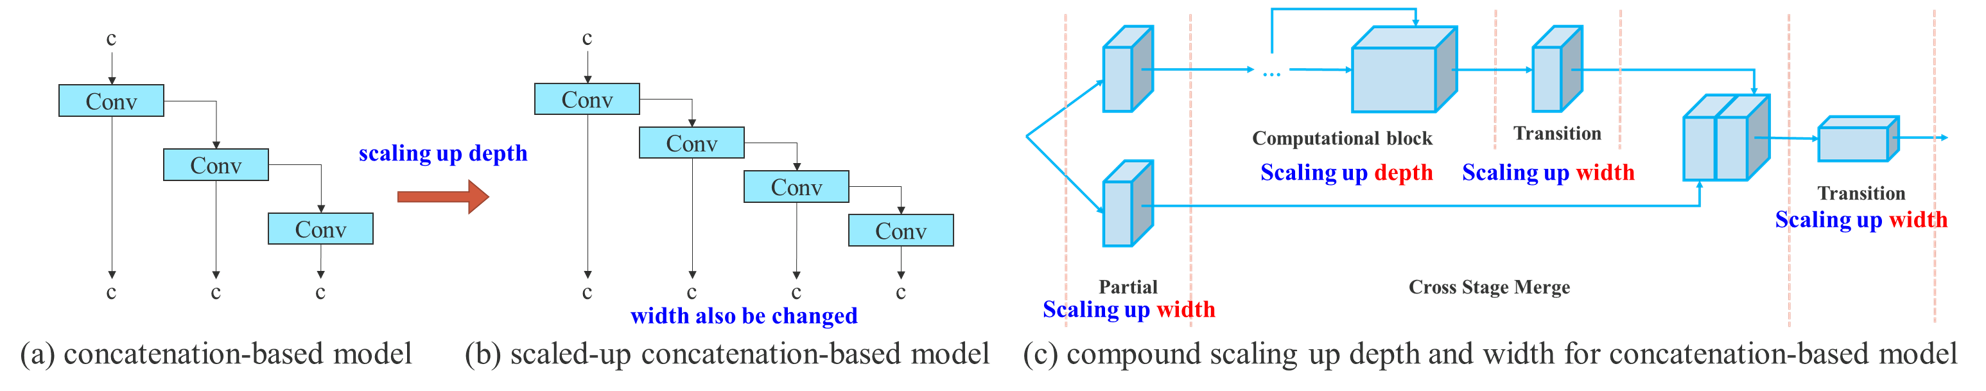 c
Conv
Conv
Conv
c
c
c
scaling up depth
c
Conv
Conv
Conv
Conv
c
c
c
c
width also be changed
...
Computational block
Scaling up depth
Transition
Scaling up width
Transition
Scaling up width
Partial
Scaling up width
Cross Stage Merge
(a) concatenation-based model
(b) scaled-up concatenation-based model
(c) compound scaling up depth and width for concatenation-based model